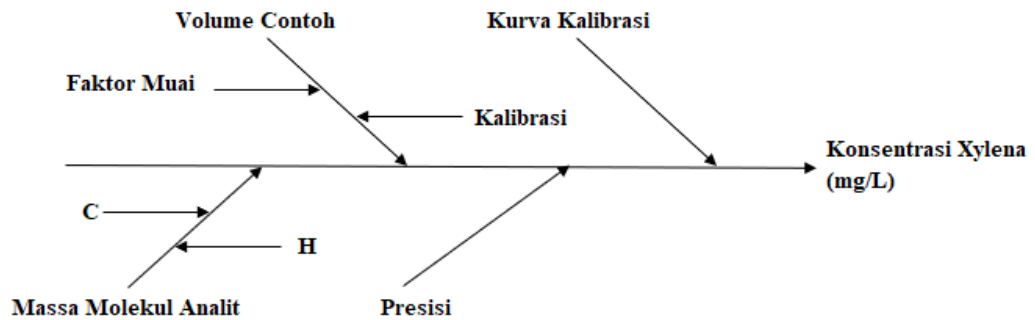 Volume Contoh
Kurva Kalibrasi
Faktor Muai
Kalibrasi
Konsentrasi Xylena
(mg/L)
C
H
Massa Molekul Analit
Presisi